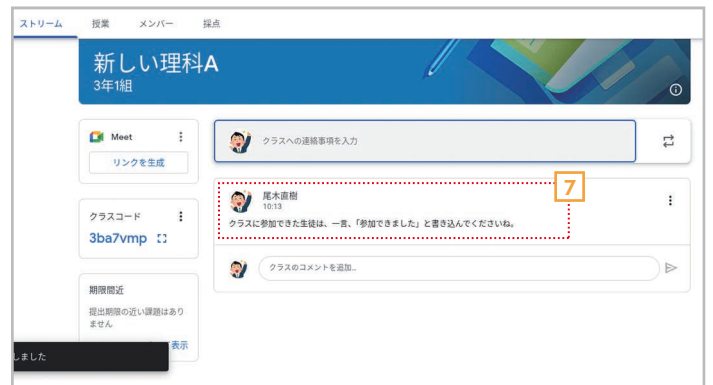 ストリーム 授業 メンバー 採点
新しい理科A
3年1組
Meet
リンクを生成
クラスへの連絡事項を入力
7
尾木直樹
10:13
クラスに参加できた生徒は、一言、「参加できました」と書き込んでくださいね。
クラスコード
3ba7vmp
クラスのコメントを追加…
期限間近
提出期限の近い課題はあり
ません
表示
しました